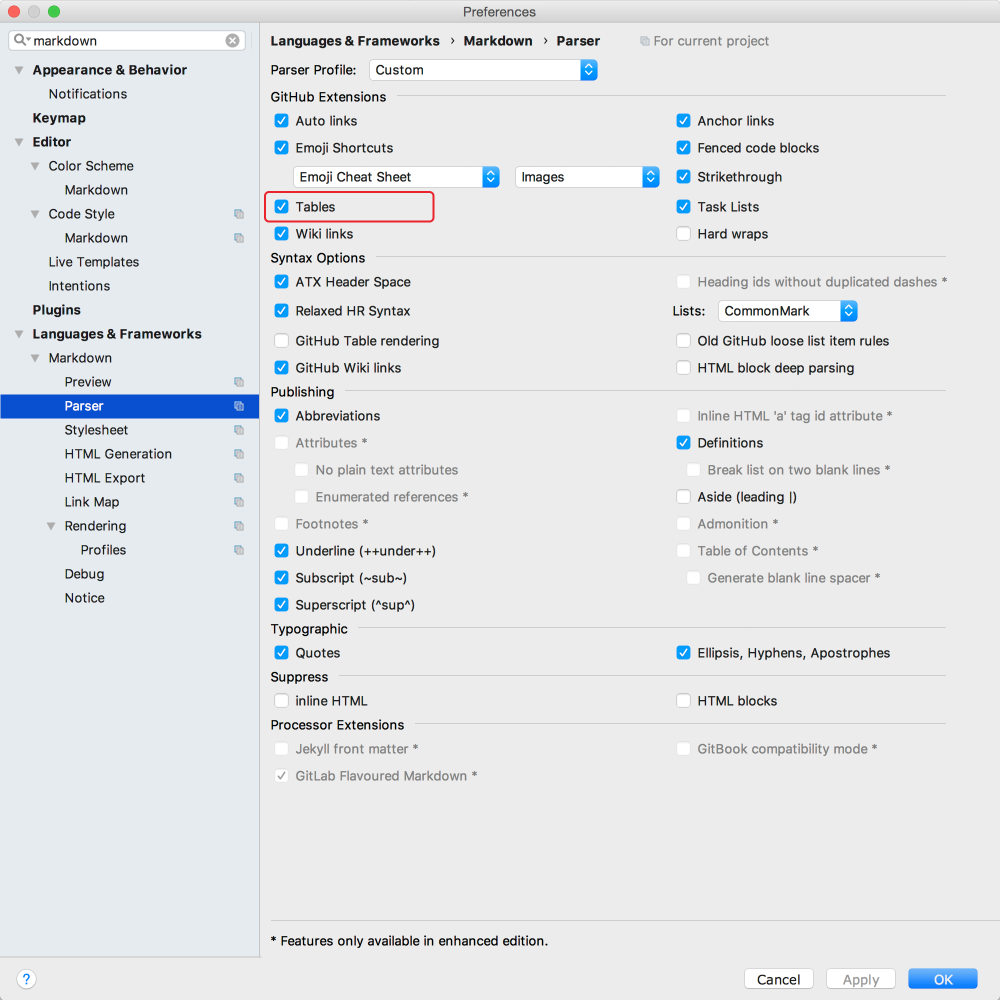 Preferences
markdown
Appearance & Behavior
Notifications
Keymap
Editor
Color Scheme
Markdown
Code Style
Markdown
Live Templates
Intentions
Plugins
Languages & Frameworks
Markdown
Preview
Parser
Stylesheet
HTML Generation
HTML Export
Link Map
Rendering
Profiles
Debug
Notice
?
Languages & Frameworks › Markdown › Parser For current project
Parser Profile: Custom
GitHub Extensions
Auto links Anchor links
Emoji Shortcuts Fenced code blocks
Emoji Cheat Sheet Images Strikethrough
Tables Task Lists
Wiki links Hard wraps
Syntax Options
ATX Header Space Heading ids without duplicated dashes *
Relaxed HR Syntax Lists: CommonMark
GitHub Table rendering Old GitHub loose list item rules
GitHub Wiki links HTML block deep parsing
Publishing
Abbreviations Inline HTML 'a' tag id attribute *
Attributes * Definitions
No plain text attributes Break list on two blank lines *
Enumerated references * Aside (leading |)
Footnotes * Admonition *
Underline (++under++) Table of Contents *
Subscript (~sub~) Generate blank line spacer *
Superscript (^sup^)
Typographic
Quotes Ellipsis, Hyphens, Apostrophes
Suppress
inline HTML HTML blocks
Processor Extensions
Jekyll front matter * GitBook compatibility mode *
GitLab Flavoured Markdown *
* Features only available in enhanced edition.
Cancel Apply OK